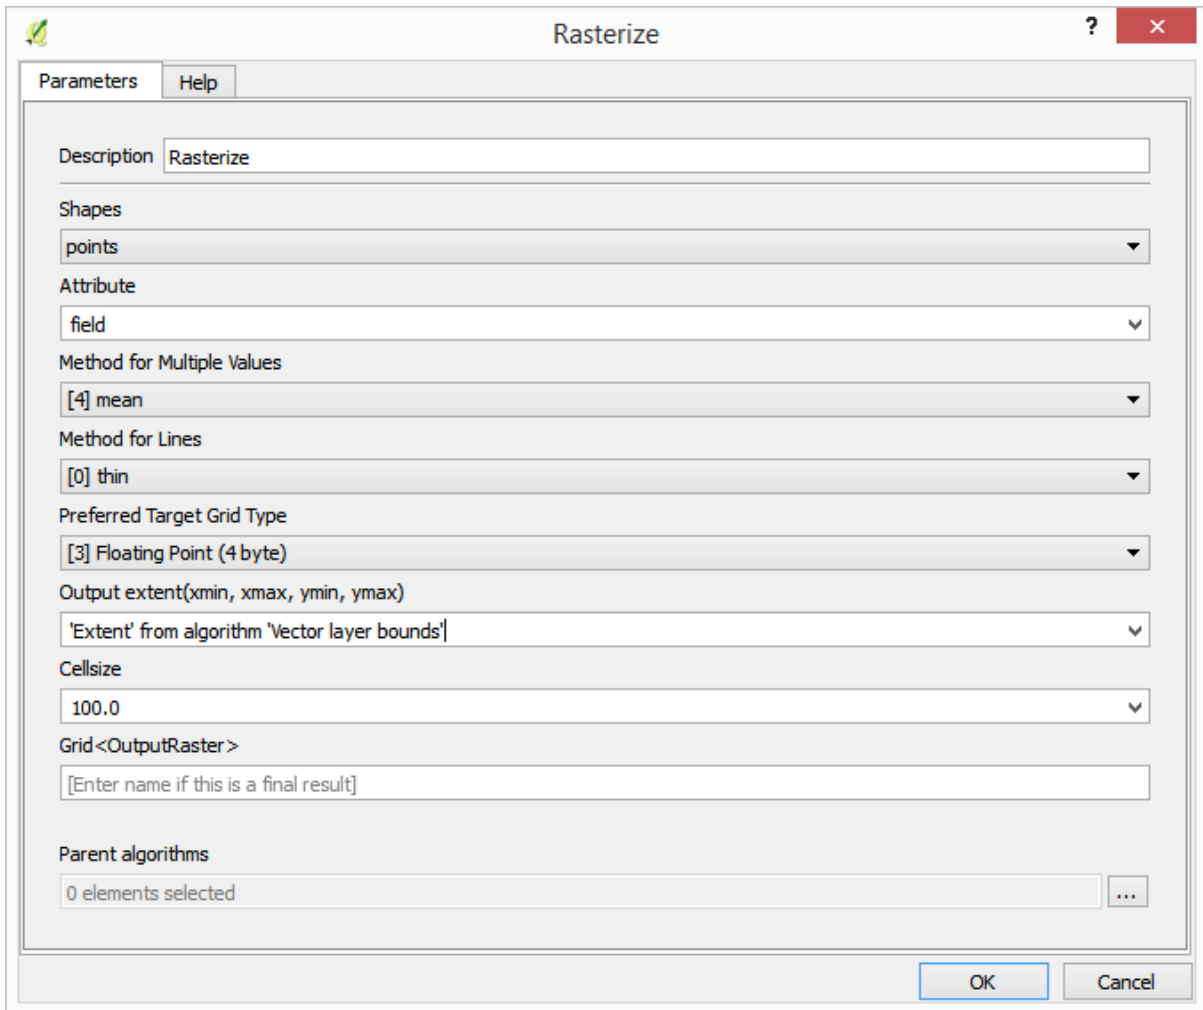 Rasterize
?
Parameters
Help
Description
Rasterize
Shapes
points
Attribute
field
Method for Multiple Values
[4] mean
Method for Lines
[0] thin
Preferred Target Grid Type
[3] Floating Point (4 byte)
Output extent(xmin, xmax, ymin, ymax)
'Extent' from algorithm 'Vector layer bounds'
Cellsize
100.0
Grid<OutputRaster>
[Enter name if this is a final result]
Parent algorithms
0 elements selected
...
OK
Cancel